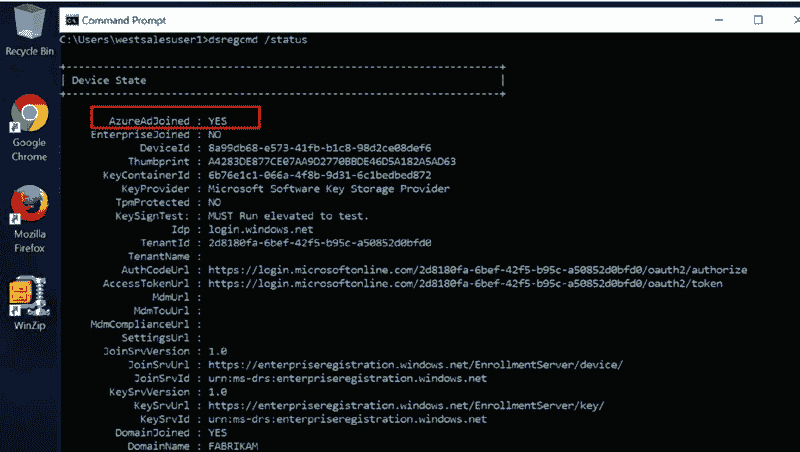 Recycle Bin
Google
Chrome
Mozilla
Firefox
WinZip
Command Prompt
C:\Users\westsalesuser1>dsregcmd /status
+----------------------------------------------------------------------+
| Device State |
+----------------------------------------------------------------------+
AzureAdJoined : YES
EnterpriseJoined : NO
DeviceId : 8a99db68-e573-41fb-b1c8-98d2ce08def6
Thumbprint : A4283DE877CE07AA9D2770BBDE46D5A182A5AD63
KeyContainerId : 6b76e1c1-066a-4f8b-9d31-6c1bedbed872
KeyProvider : Microsoft Software Key Storage Provider
TpmProtected : NO
KeySignTest: : MUST Run elevated to test.
Idp : login.windows.net
TenantId : 2d8180fa-6bef-42f5-b95c-a50852d0bfd0
TenantName :
AuthCodeUrl : https://login.microsoftonline.com/2d8180fa-6bef-42f5-b95c-a50852d0bfd0/oauth2/authorize
AccessTokenUrl : https://login.microsoftonline.com/2d8180fa-6bef-42f5-b95c-a50852d0bfd0/oauth2/token
MdmUrl :
MdmTouUrl :
MdmComplianceUrl :
SettingsUrl :
JoinSrvVersion : 1.0
JoinSrvUrl : https://enterpriseregistration.windows.net/EnrollmentServer/device/
JoinSrvId : urn:ms-drs:enterpriseregistration.windows.net
KeySrvVersion : 1.0
KeySrvUrl : https://enterpriseregistration.windows.net/EnrollmentServer/key/
KeySrvId : urn:ms-drs:enterpriseregistration.windows.net
DomainJoined : YES
DomainName : FABRIKAM